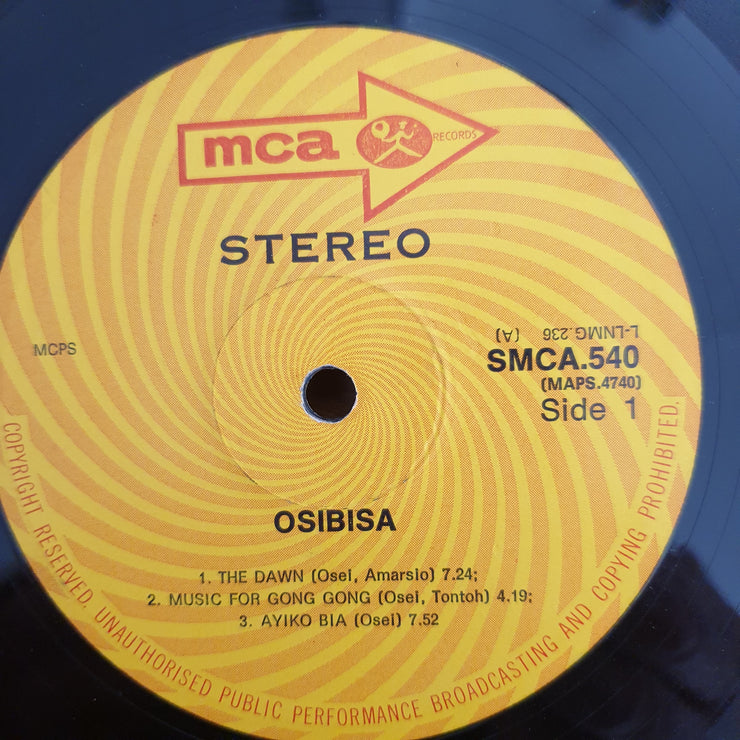 mca RECORDS
STEREO
MCPS
L-LNMG.236 (A)
SMCA.540
(MAPS.4740)
Side 1
OSIBISA
1. THE DAWN (Osei, Amarsio) 7.24;
2. MUSIC FOR GONG GONG (Osei, Tontoh) 4.19;
3. AYIKO BIA (Osei) 7.52
COPYRIGHT RESERVED. UNAUTHORISED PUBLIC PERFORMANCE BROADCASTING AND COPYING PROHIBITED.